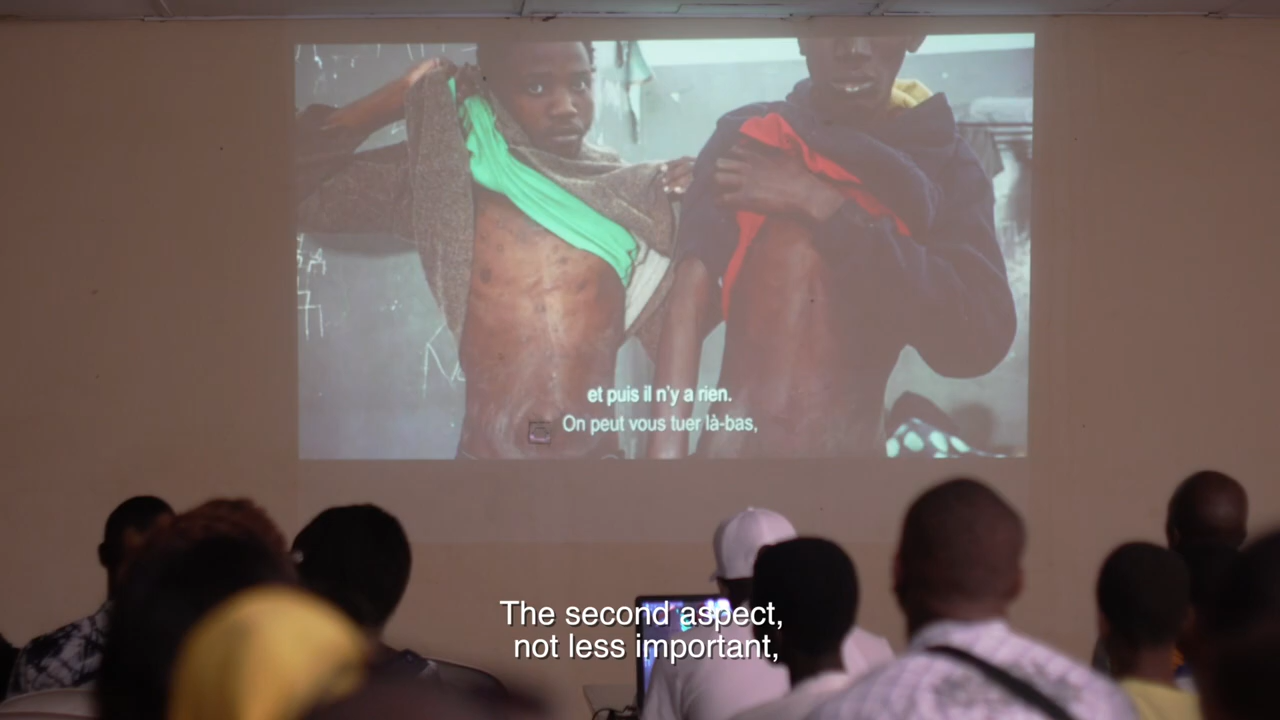 et puis il n'y a rien.
On peut vous tuer là-bas,
The second aspect,
not less important,